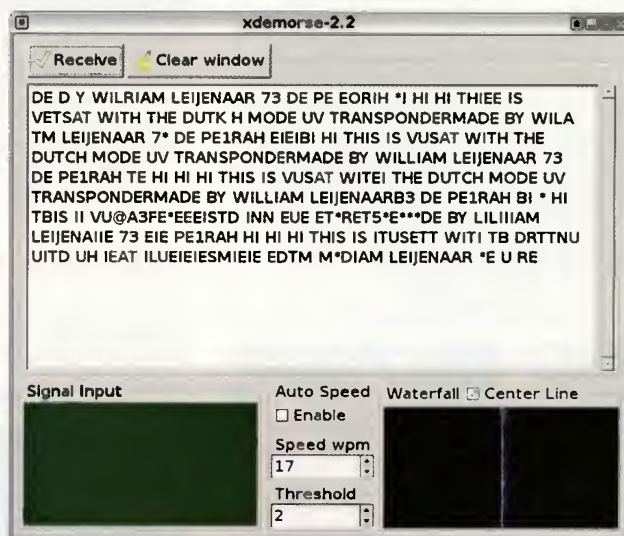 xdemorse-2.2
Receive Clear window
DE D Y WILRIAM LEIJENAAR 73 DE PE EORIH *I HI HI THIEE IS
VETSAT WITH THE DUTK H MODE UV TRANSPONDERMADE BY WILA
TM LEIJENAAR 7* DE PE1RAH EIEIBI HI THIS IS VUSAT WITH THE
DUTCH MODE UV TRANSPONDERMADE BY WILLIAM LEIJENAAR 73
DE PE1RAH TE HI HI HI THIS IS VUSAT WITEI THE DUTCH MODE UV
TRANSPONDERMADE BY WILLIAM LEIJENAARB3 DE PE1RAH BI * HI
TBIS II VU@A3FE*EEEISTD INN EUE ET*RET5*E***DE BY LILIIIAM
LEIJENAIIE 73 EIE PE1RAH HI HI HI THIS IS ITUSETT WITI TB DRTTNU
UITD UH IEAT ILUEIEIESMIEIE EDTM M*DIAM LEIJENAAR *E U RE
Signal Input
Auto Speed
Enable
Speed wpm
17
Threshold
2
Waterfall Center Line